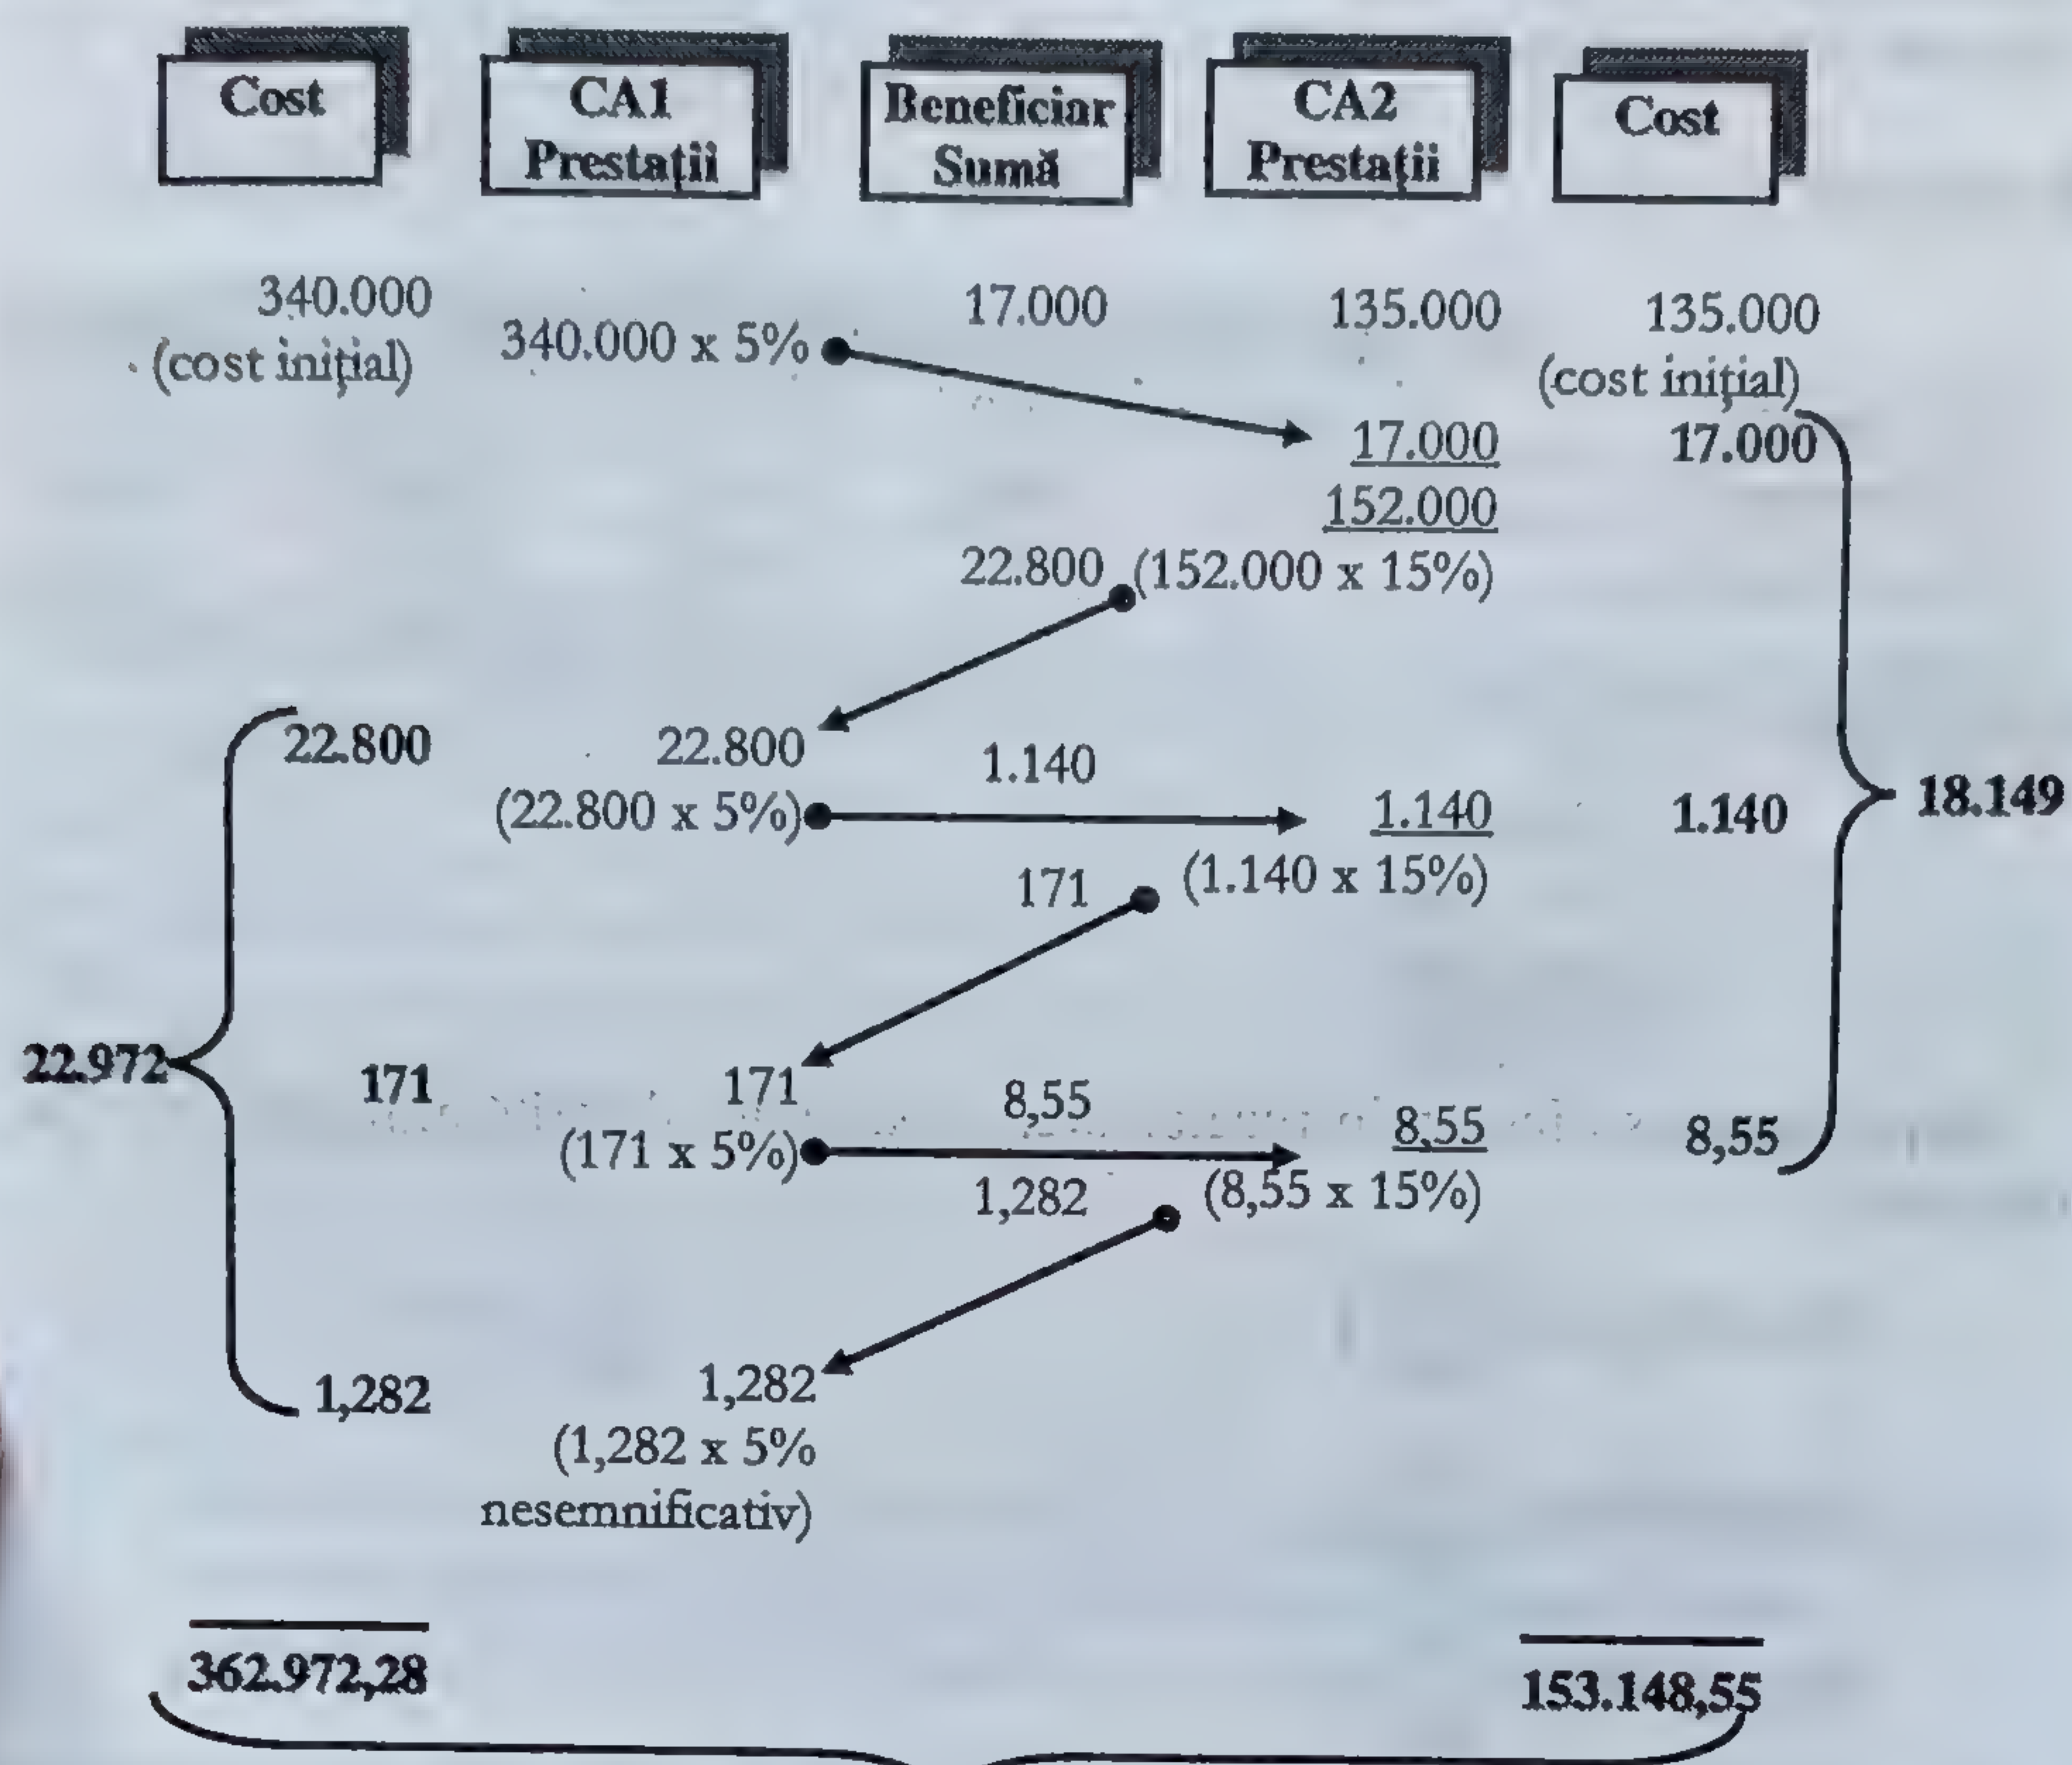 Cost
CA1
Prestații
Beneficiar
Sumă
CA2
Prestații
Cost
340.000
(cost inițial)
340.000 x 5%
17.000
135.000
135.000
(cost inițial)
17.000
17.000
152.000
22.800
(152.000 x 15%)
22.800
22.800
(22.800 x 5%)
1.140
1.140
1.140
18.149
171
(1.140 x 15%)
22.972
171
171
(171 x 5%)
8,55
8,55
8,55
1,282
(8,55 x 15%)
1,282
1,282
(1,282 x 5%
nesemnificativ)
362.972,28
153.148,55